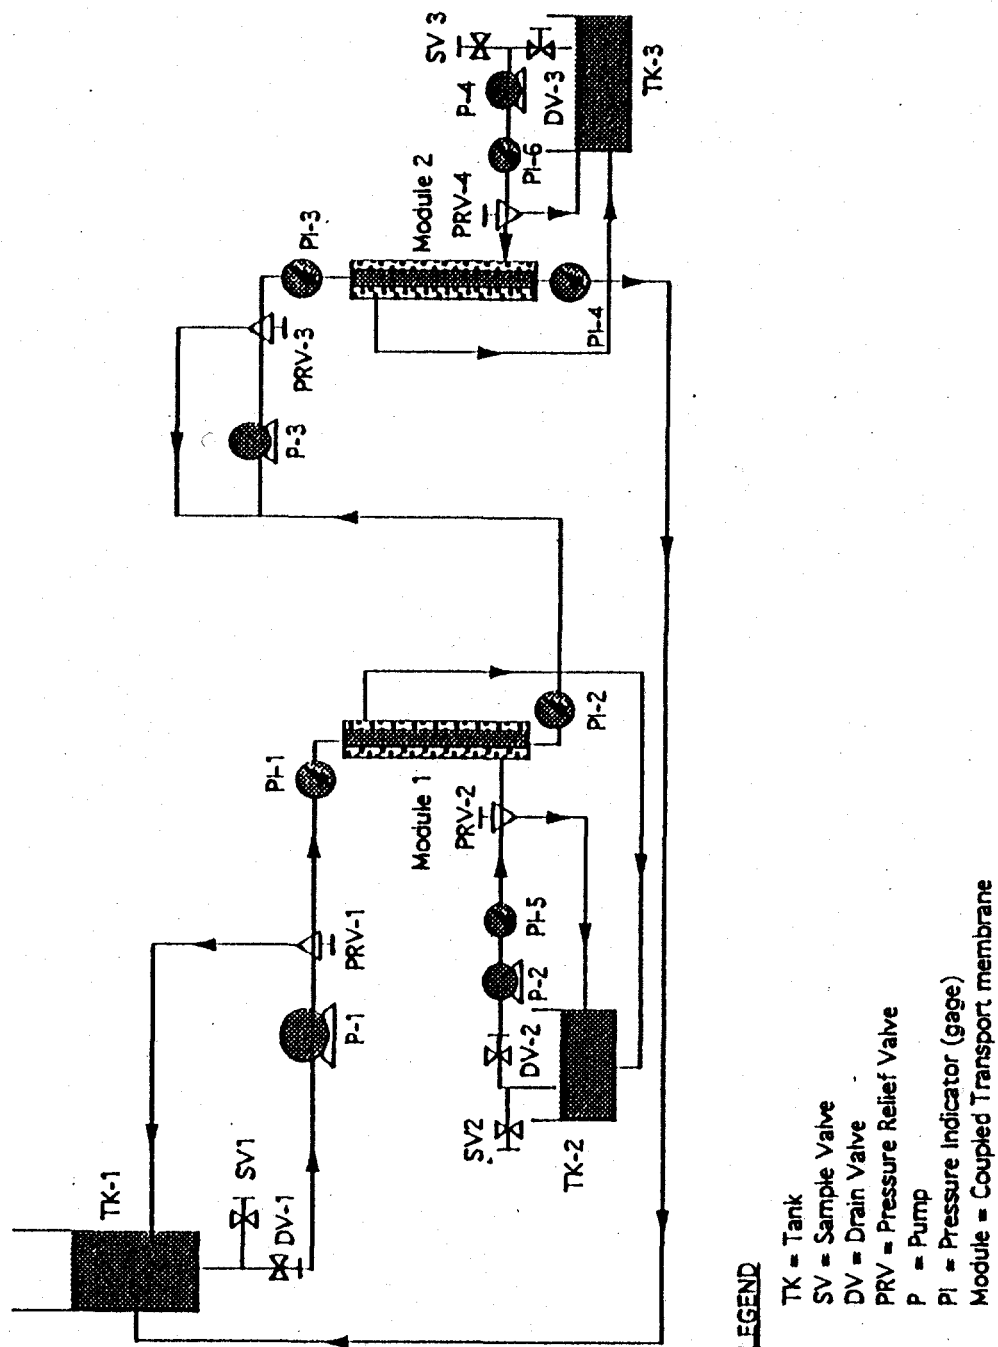 TK-1
SV1
DV-1
P-1
PRV-1
PI-1
Module 1
PRV-2
PI-5
P-2
DV-2
SV2
TK-2
PI-2
P-3
PRV-3
PI-3
Module 2
PRV-4
PI-6
P-4
SV 3
DV-3
TK-3
PI-4
EGEND
TK = Tank
SV = Sample Valve
DV = Drain Valve
PRV = Pressure Relief Valve
P = Pump
PI = Pressure Indicator (gage)
Module = Coupled Transport membrane